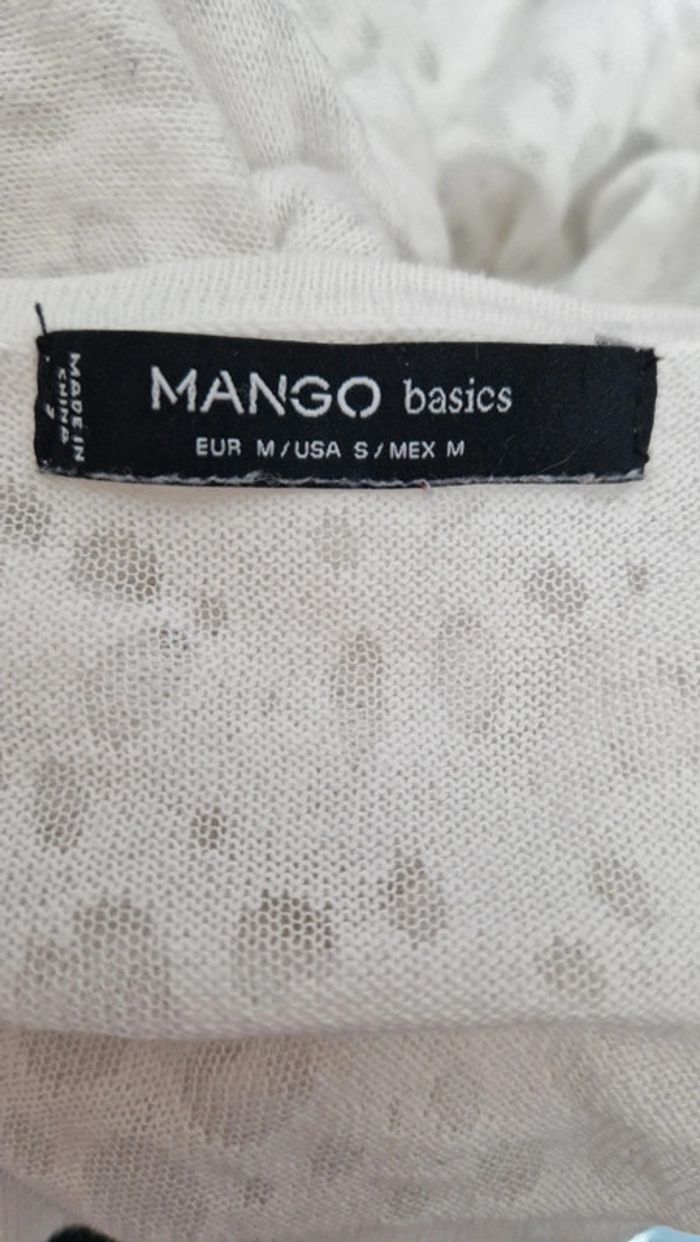 MANGO basics
EUR M/USA S/MEX M
MADE IN
CHINA